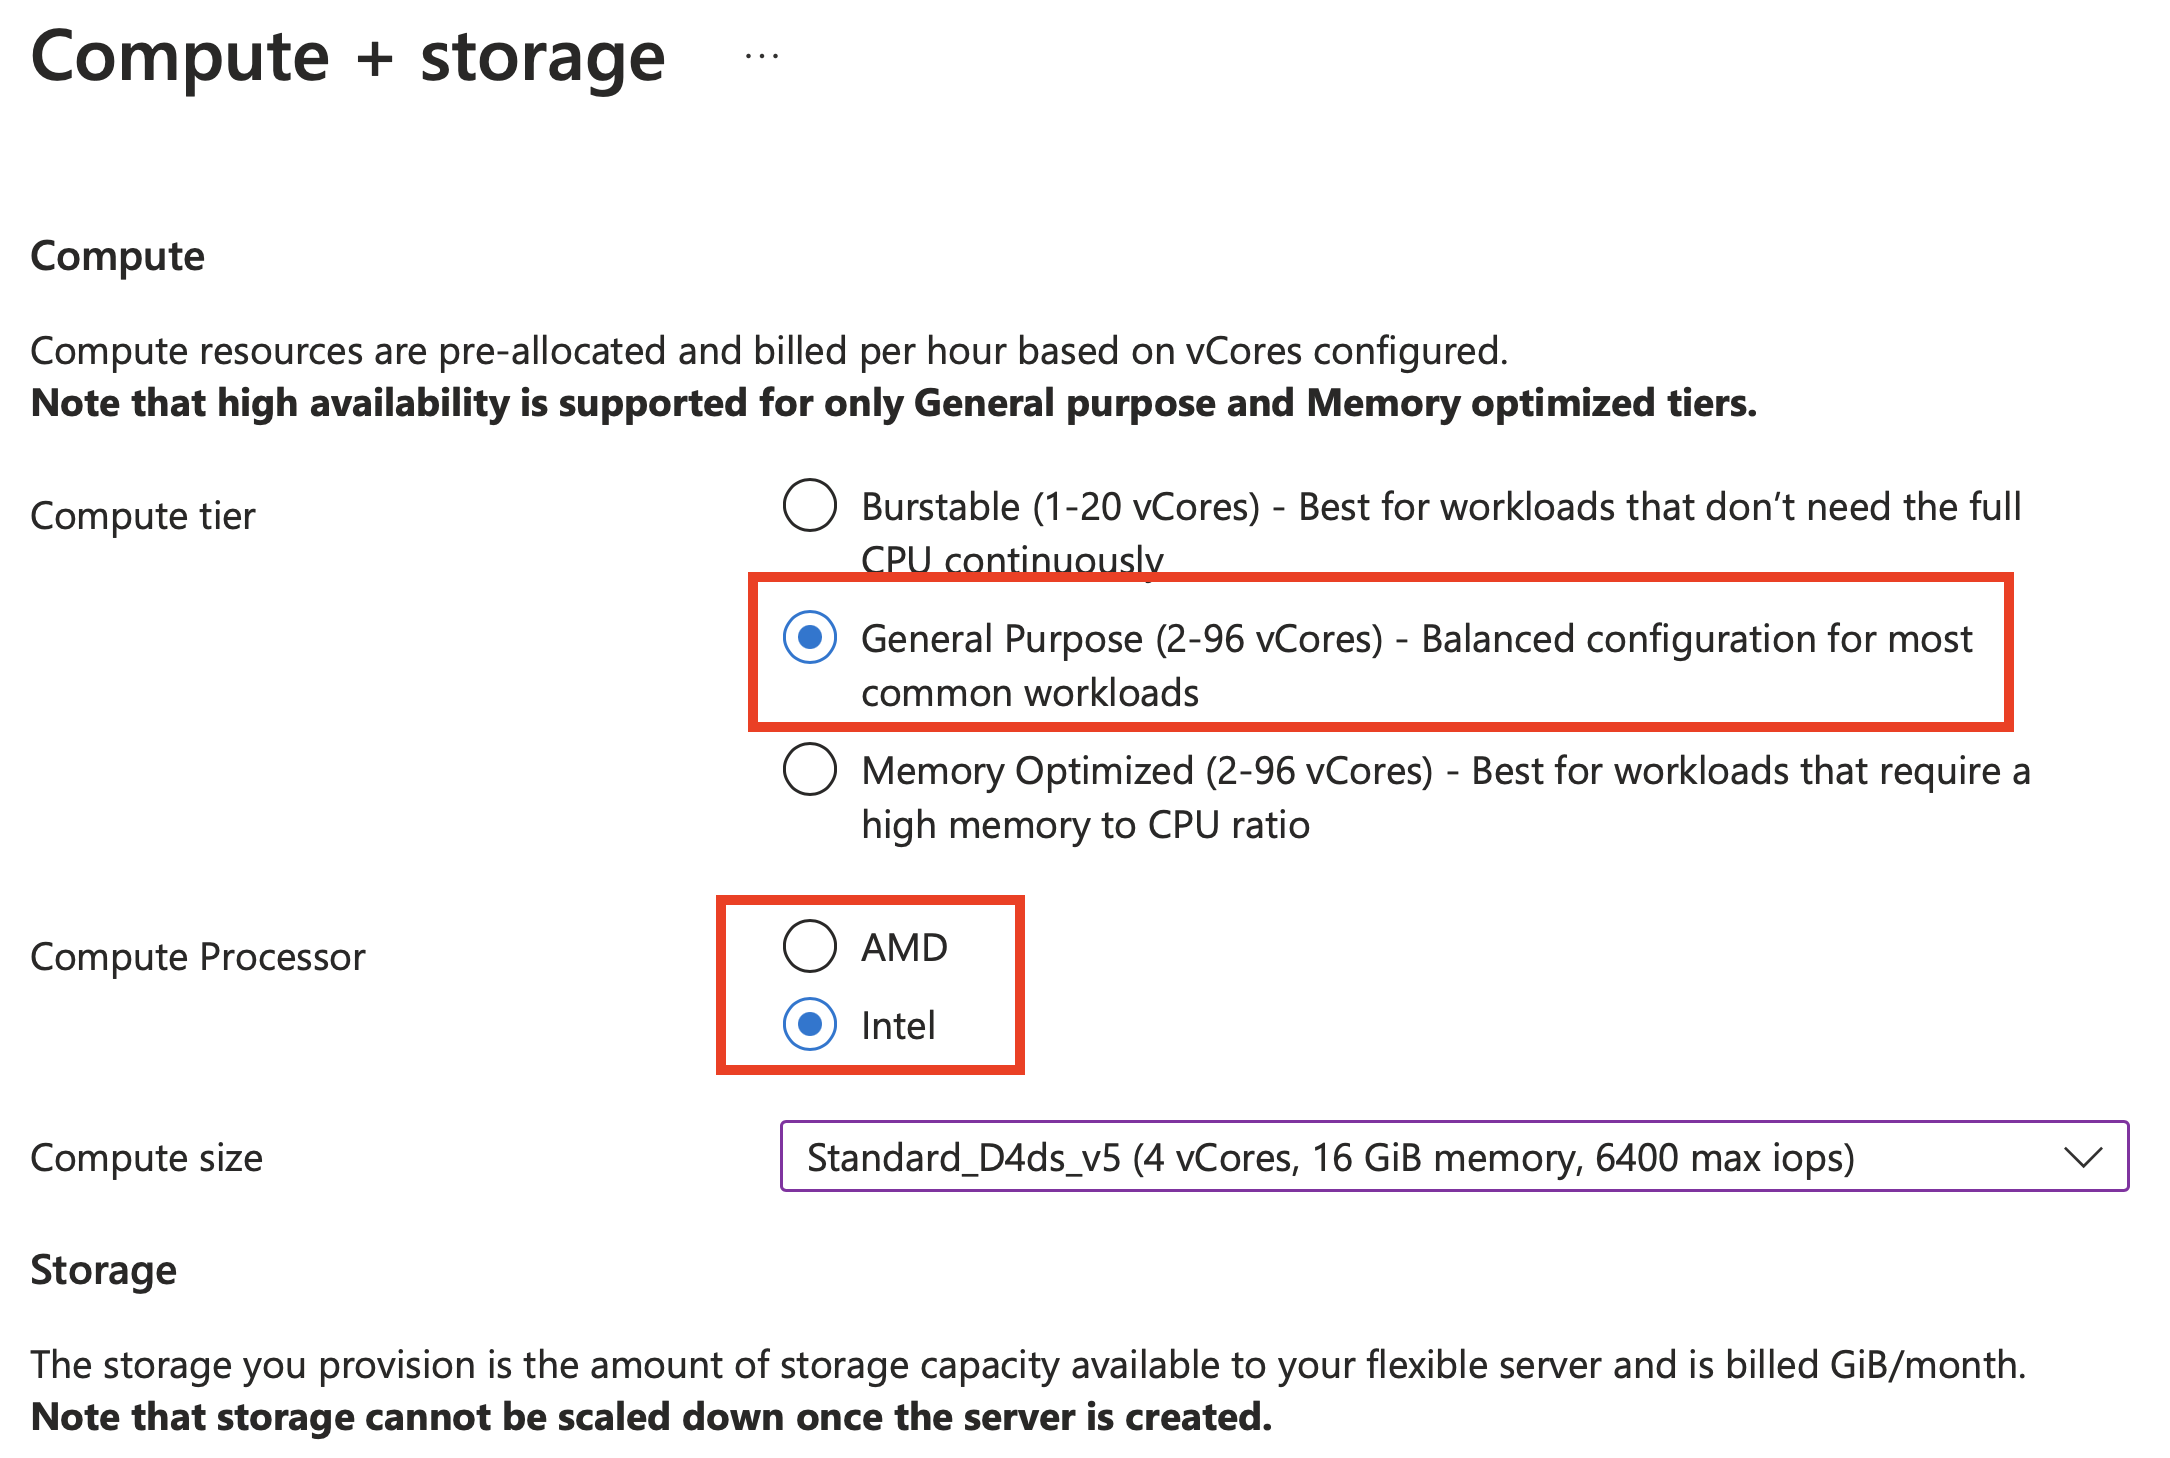 Compute + storage ...
Compute
Compute resources are pre-allocated and billed per hour based on vCores configured.
Note that high availability is supported for only General purpose and Memory optimized tiers.
Compute tier
Burstable (1-20 vCores) - Best for workloads that don’t need the full
CPU continuously
General Purpose (2-96 vCores) - Balanced configuration for most
common workloads
Memory Optimized (2-96 vCores) - Best for workloads that require a
high memory to CPU ratio
Compute Processor
AMD
Intel
Compute size
Standard_D4ds_v5 (4 vCores, 16 GiB memory, 6400 max iops)
Storage
The storage you provision is the amount of storage capacity available to your flexible server and is billed GiB/month.
Note that storage cannot be scaled down once the server is created.